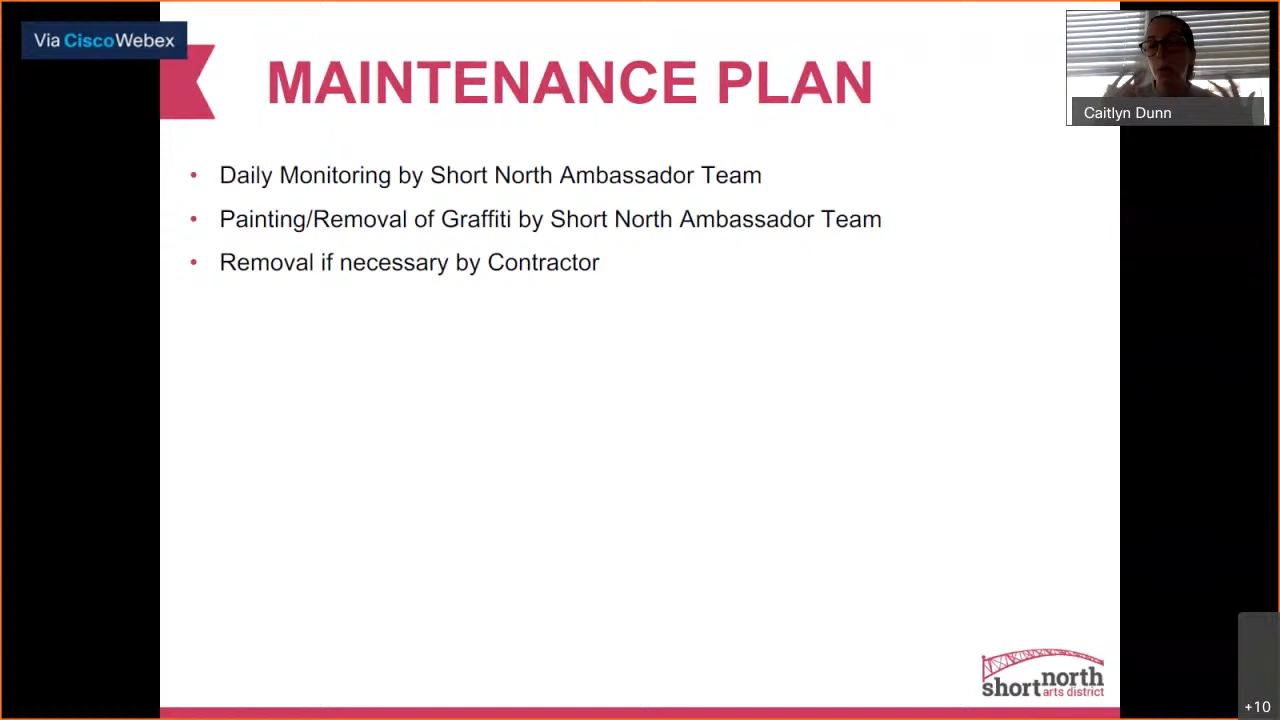 Via CiscoWebex
MAINTENANCE PLAN
Caitlyn Dunn
• Daily Monitoring by Short North Ambassador Team
• Painting/Removal of Graffiti by Short North Ambassador Team
• Removal if necessary by Contractor
short north
arts district
+10